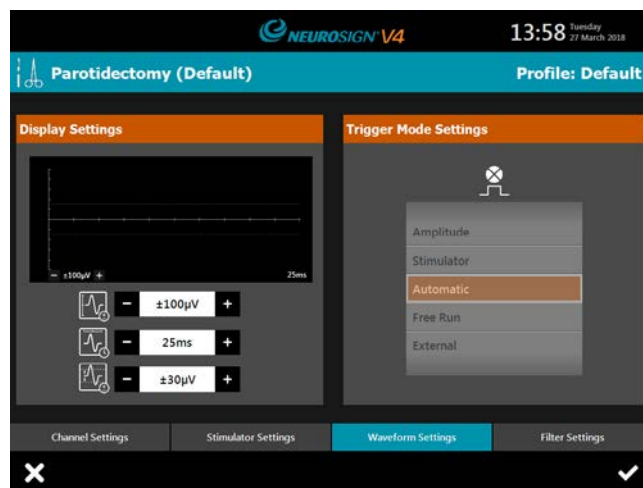 NEUROSIGN V4
13:58 Tuesday
27 March 2018
Parotidectomy (Default)
Profile: Default
Display Settings
Trigger Mode Settings
- ±100µV +
25ms
- ±100µV +
- 25ms +
- ±30µV +
Amplitude
Stimulator
Automatic
Free Run
External
Channel Settings
Stimulator Settings
Waveform Settings
Filter Settings